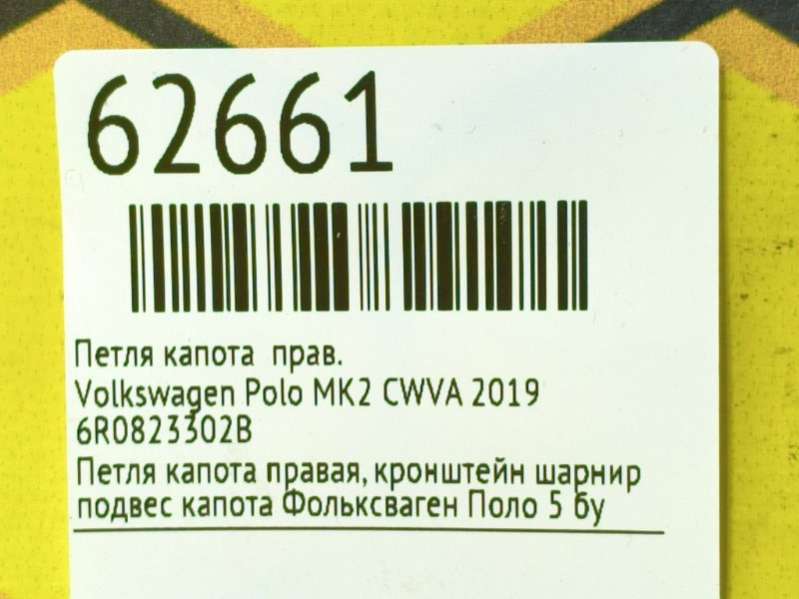 62661
Петля капота прав.
Volkswagen Polo MK2 CWVA 2019
6R0823302B
Петля капота правая, кронштейн шарнир
подвес капота Фольксваген Поло 5 бу